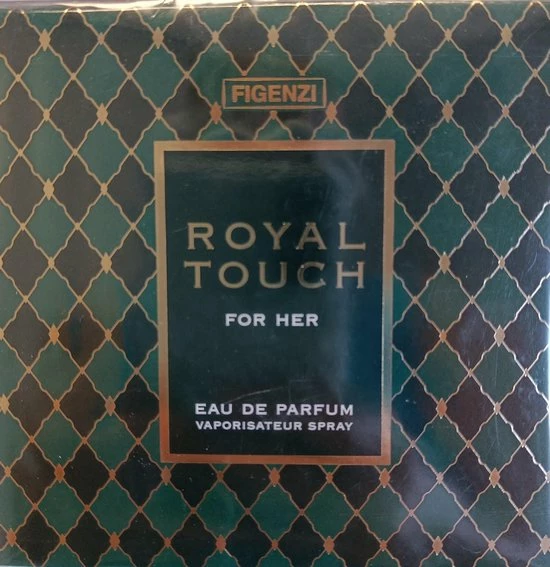 FIGENZI
ROYAL
TOUCH
FOR HER
EAU DE PARFUM
VAPORISATEUR SPRAY